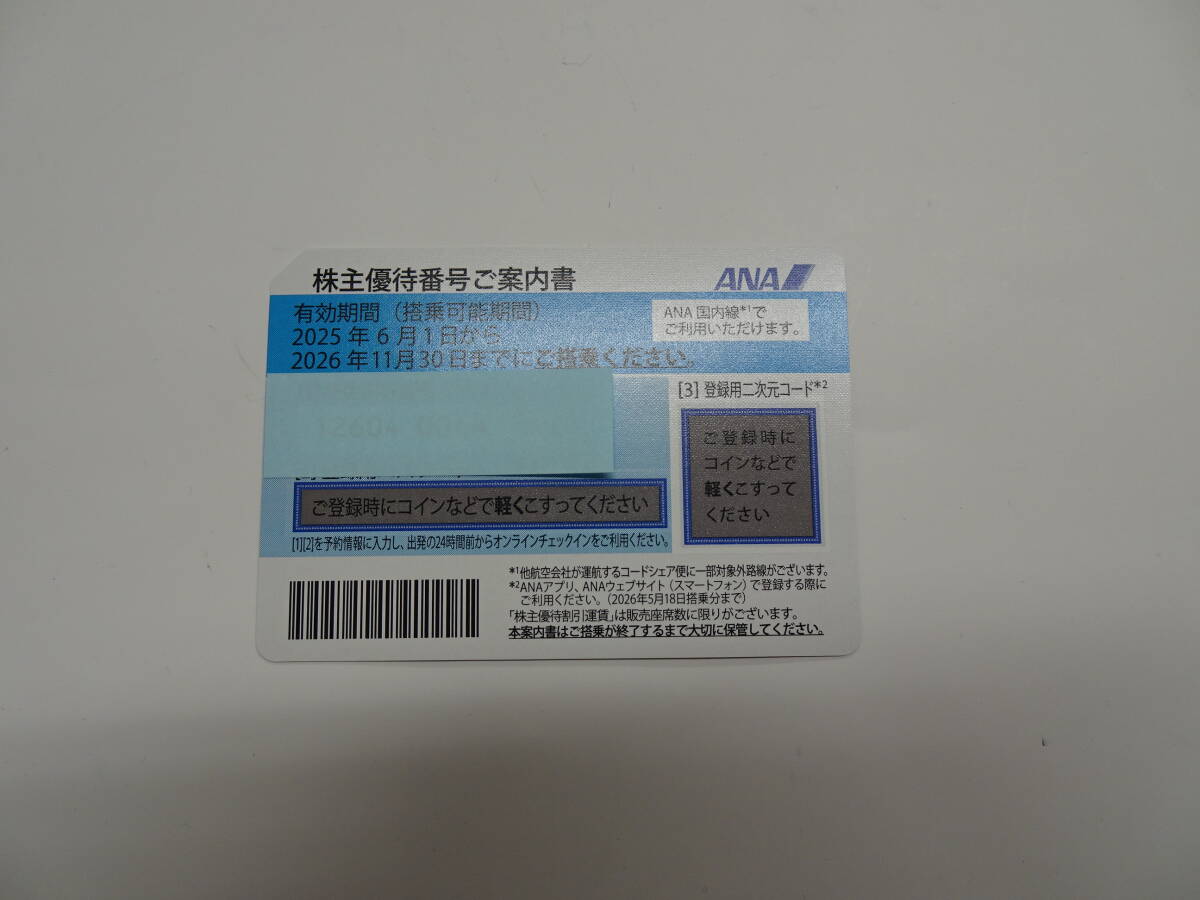 株主優待番号ご案内書
ANA
有効期間（搭乗可能期間）
2025年6月1日から
2026年11月30日までにご搭乗ください。
ANA国内線*1で
ご利用いただけます。
[3] 登録用二次元コード*2
ご登録時に
コインなどで
軽くこすって
ください
ご登録時にコインなどで軽くこすってください
[1][2]を予約情報に入力し、出発の24時間前からオンラインチェックインをご利用ください。
*1他航空会社が運航するコードシェア便に一部対象外路線がございます。
*2ANAアプリ、ANAウェブサイト（スマートフォン）で登録する際に
ご利用ください。（2026年5月18日搭乗分まで）
「株主優待割引運賃」は販売座席数に限りがございます。
本案内書はご搭乗が終了するまで大切に保管してください。